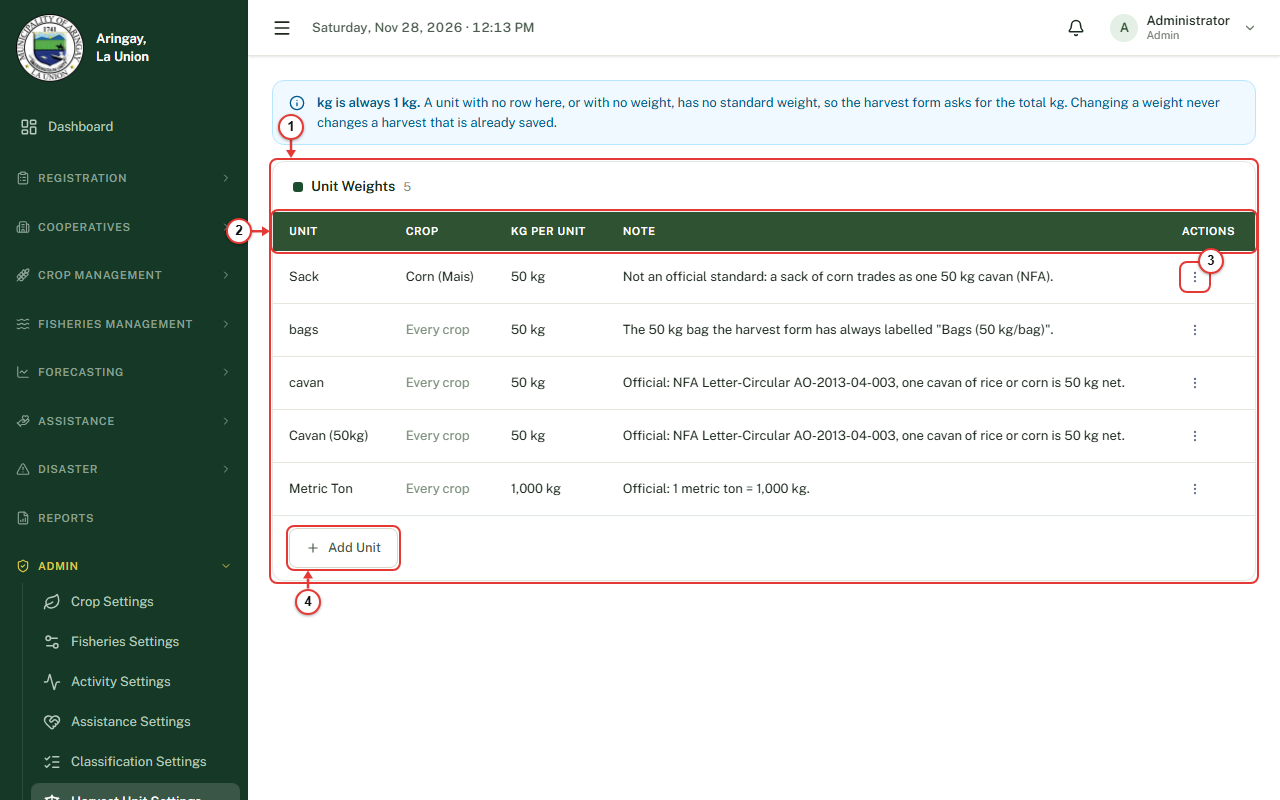 MUNICIPALITY OF ARINGAY
1741
LA UNION
Aringay,
La Union
Saturday, Nov 28, 2026 · 12:13 PM
A
Administrator
Admin
Dashboard
REGISTRATION
COOPERATIVES
CROP MANAGEMENT
FISHERIES MANAGEMENT
FORECASTING
ASSISTANCE
DISASTER
REPORTS
ADMIN
Crop Settings
Fisheries Settings
Activity Settings
Assistance Settings
Classification Settings
Harvest Unit Settings
kg is always 1 kg. A unit with no row here, or with no weight, has no standard weight, so the harvest form asks for the total kg. Changing a weight never
changes a harvest that is already saved.
1
Unit Weights 5
2
UNIT CROP KG PER UNIT NOTE ACTIONS
3
Sack Corn (Mais) 50 kg Not an official standard: a sack of corn trades as one 50 kg cavan (NFA).
bags Every crop 50 kg The 50 kg bag the harvest form has always labelled "Bags (50 kg/bag)".
cavan Every crop 50 kg Official: NFA Letter-Circular AO-2013-04-003, one cavan of rice or corn is 50 kg net.
Cavan (50kg) Every crop 50 kg Official: NFA Letter-Circular AO-2013-04-003, one cavan of rice or corn is 50 kg net.
Metric Ton Every crop 1,000 kg Official: 1 metric ton = 1,000 kg.
+ Add Unit
4